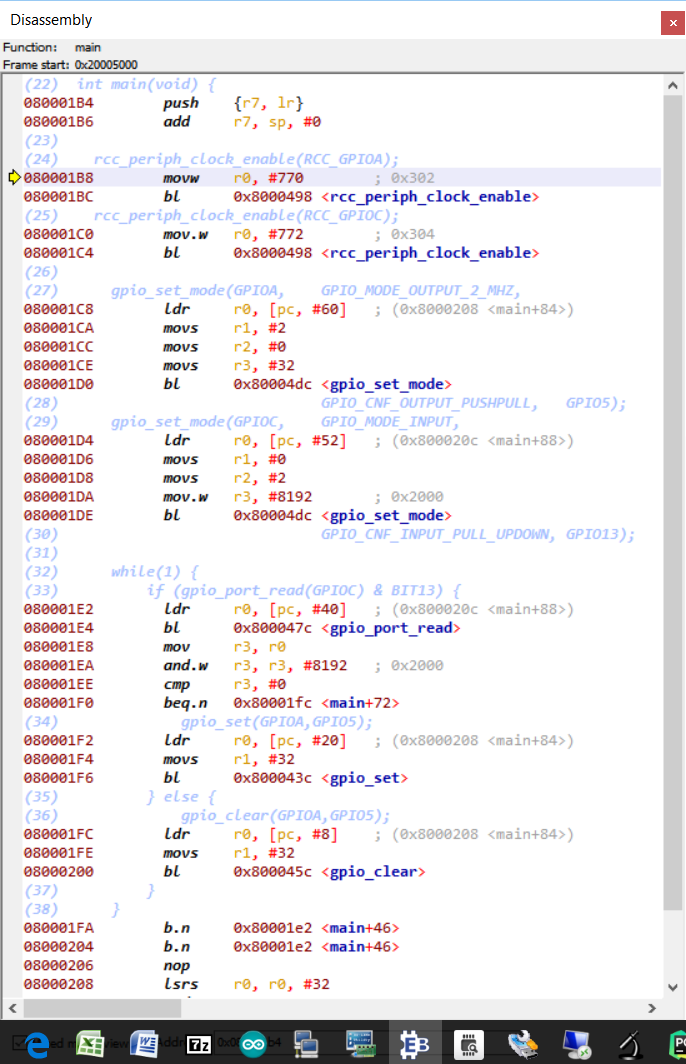 Disassembly
Function: main
Frame start: 0x20005000
(22) int main(void) {
080001B4 push {r7, lr}
080001B6 add r7, sp, #0
(23)
(24) rcc_periph_clock_enable(RCC_GPIOA);
080001B8 movw r0, #770 ; 0x302
080001BC bl 0x8000498 <rcc_periph_clock_enable>
(25) rcc_periph_clock_enable(RCC_GPIOC);
080001C0 mov.w r0, #772 ; 0x304
080001C4 bl 0x8000498 <rcc_periph_clock_enable>
(26)
(27) gpio_set_mode(GPIOA, GPIO_MODE_OUTPUT_2_MHZ,
080001C8 ldr r0, [pc, #60] ; (0x8000208 <main+84>)
080001CA movs r1, #2
080001CC movs r2, #0
080001CE movs r3, #32
080001D0 bl 0x80004dc <gpio_set_mode>
(28) GPIO_CNF_OUTPUT_PUSHPULL, GPIO5);
(29) gpio_set_mode(GPIOC, GPIO_MODE_INPUT,
080001D4 ldr r0, [pc, #52] ; (0x800020c <main+88>)
080001D6 movs r1, #0
080001D8 movs r2, #2
080001DA mov.w r3, #8192 ; 0x2000
080001DE bl 0x80004dc <gpio_set_mode>
(30) GPIO_CNF_INPUT_PULL_UPDOWN, GPIO13);
(31)
(32) while(1) {
(33) if (gpio_port_read(GPIOC) & BIT13) {
080001E2 ldr r0, [pc, #40] ; (0x800020c <main+88>)
080001E4 bl 0x800047c <gpio_port_read>
080001E8 mov r3, r0
080001EA and.w r3, r3, #8192 ; 0x2000
080001EE cmp r3, #0
080001F0 beq.n 0x80001fc <main+72>
(34) gpio_set(GPIOA,GPIO5);
080001F2 ldr r0, [pc, #20] ; (0x8000208 <main+84>)
080001F4 movs r1, #32
080001F6 bl 0x800043c <gpio_set>
(35) } else {
(36) gpio_clear(GPIOA,GPIO5);
080001FC ldr r0, [pc, #8] ; (0x8000208 <main+84>)
080001FE movs r1, #32
08000200 bl 0x800045c <gpio_clear>
(37) }
(38) }
080001FA b.n 0x80001e2 <main+46>
08000204 b.n 0x80001e2 <main+46>
08000206 nop
08000208 lsrs r0, r0, #32
7z
EB